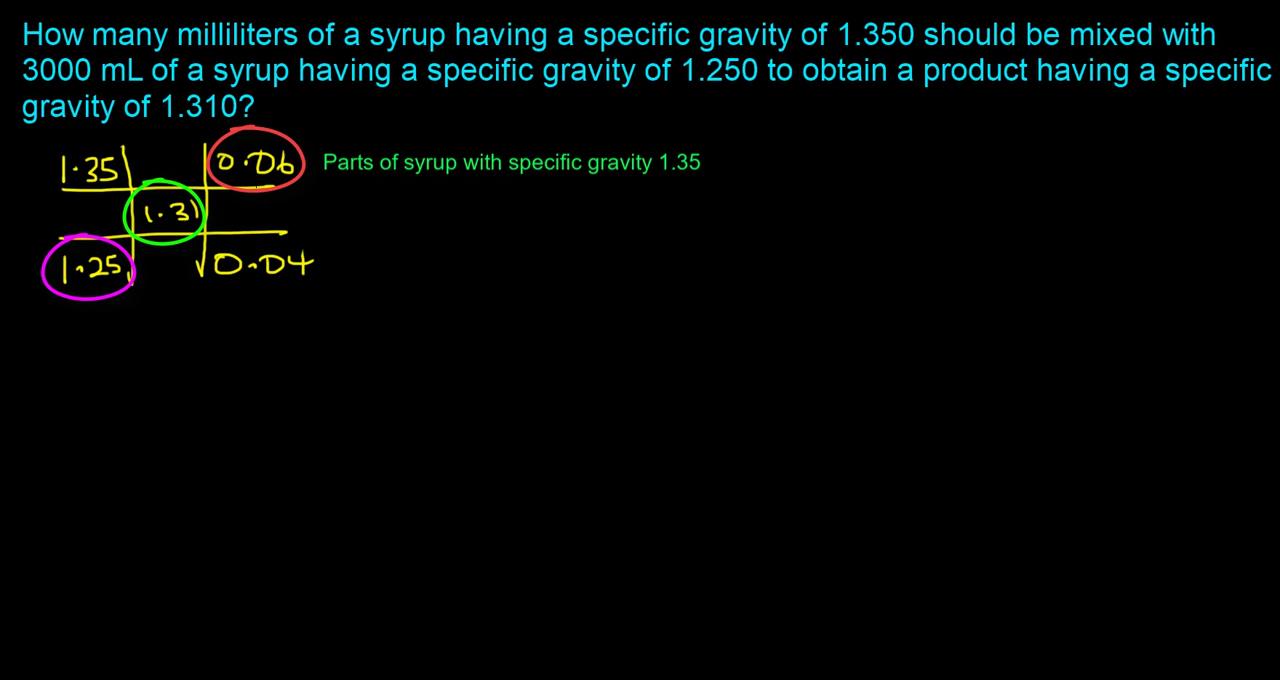 How many milliliters of a syrup having a specific gravity of 1.350 should be mixed with
3000 mL of a syrup having a specific gravity of 1.250 to obtain a product having a specific
gravity of 1.310?
1.35 0.06 Parts of syrup with specific gravity 1.35
1.31
1.25 0.04